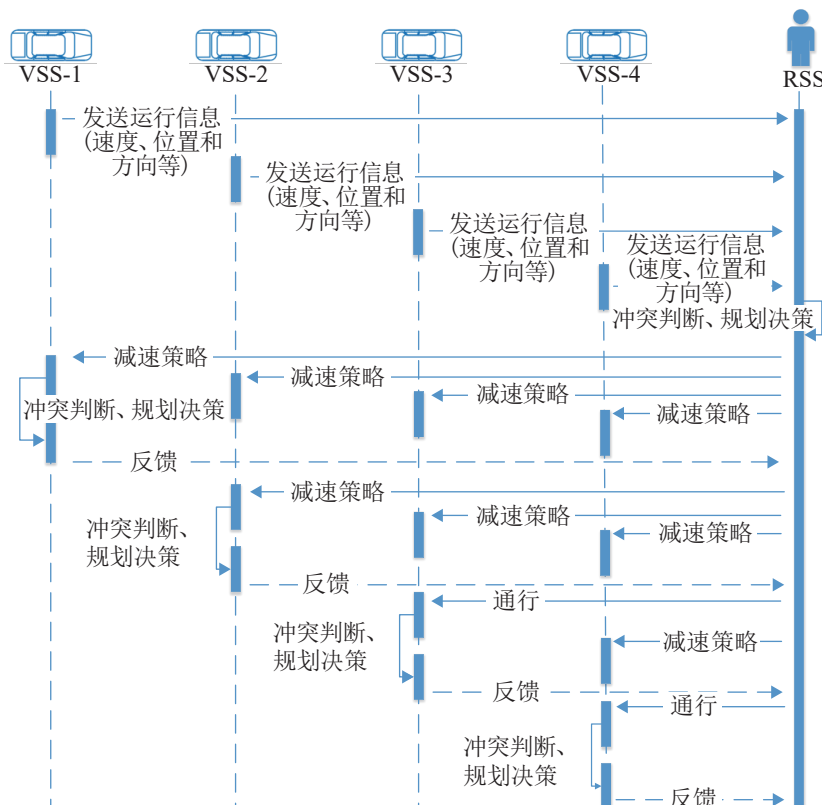 VSS-1
VSS-2
VSS-3
VSS-4
RSS
发送运行信息
(速度、位置和
方向等)
发送运行信息
(速度、位置和
方向等)
发送运行信息
(速度、位置和
方向等)
发送运行信息
(速度、位置和
方向等)
冲突判断、规划决策
减速策略
减速策略
减速策略
减速策略
冲突判断、规划决策
反馈
减速策略
减速策略
减速策略
冲突判断、
规划决策
反馈
通行
冲突判断、
规划决策
减速策略
反馈
通行
冲突判断、
规划决策
反馈